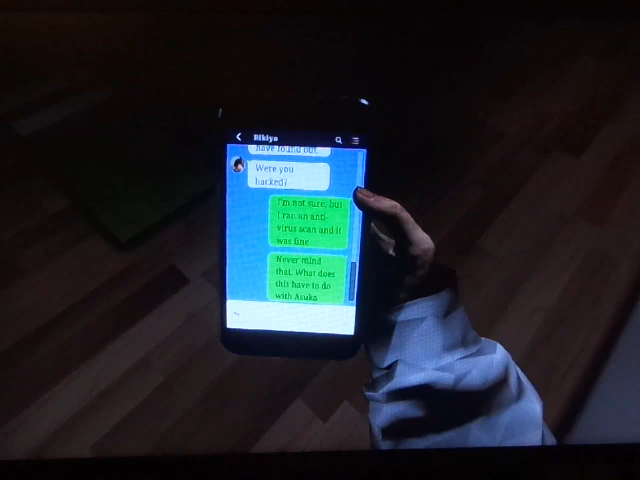 Rikiya
have to find out.
Were you
hacked?
I'm not sure, but
I ran an anti-
virus scan and it
was fine
Never mind
that. What does
this have to do
with Asuka